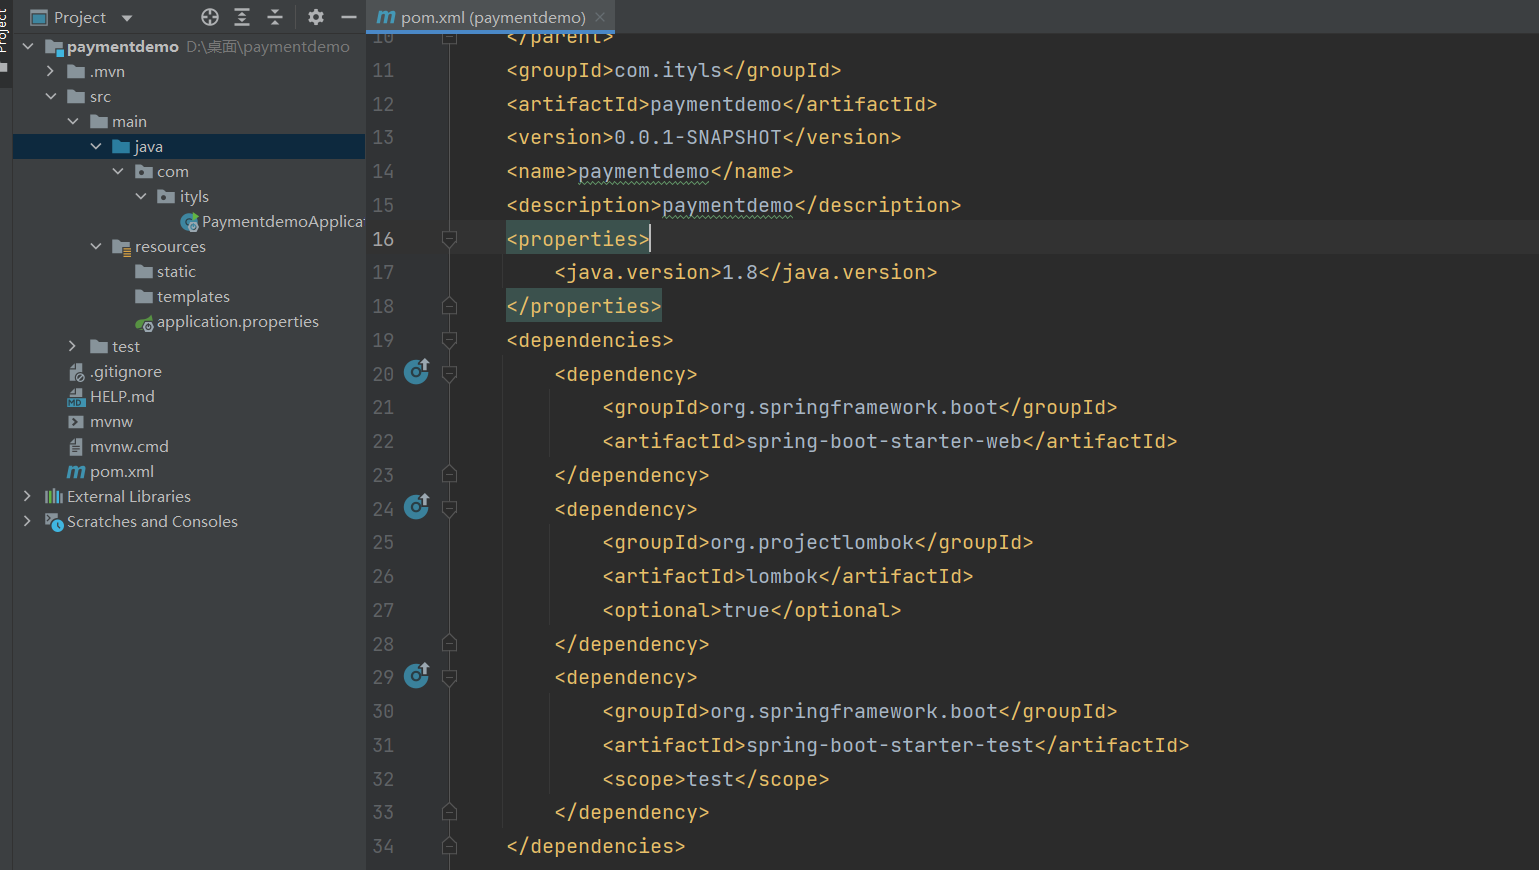 Project
Project
paymentdemo D:\桌面\paymentdemo
.mvn
src
main
java
com
ityls
PaymentdemoApplicat
resources
static
templates
application.properties
test
.gitignore
HELP.md
mvnw
mvnw.cmd
pom.xml
External Libraries
Scratches and Consoles
pom.xml (paymentdemo)
10 </parent>
11 <groupId>com.ityls</groupId>
12 <artifactId>paymentdemo</artifactId>
13 <version>0.0.1-SNAPSHOT</version>
14 <name>paymentdemo</name>
15 <description>paymentdemo</description>
16 <properties>
17 <java.version>1.8</java.version>
18 </properties>
19 <dependencies>
20 <dependency>
21 <groupId>org.springframework.boot</groupId>
22 <artifactId>spring-boot-starter-web</artifactId>
23 </dependency>
24 <dependency>
25 <groupId>org.projectlombok</groupId>
26 <artifactId>lombok</artifactId>
27 <optional>true</optional>
28 </dependency>
29 <dependency>
30 <groupId>org.springframework.boot</groupId>
31 <artifactId>spring-boot-starter-test</artifactId>
32 <scope>test</scope>
33 </dependency>
34 </dependencies>